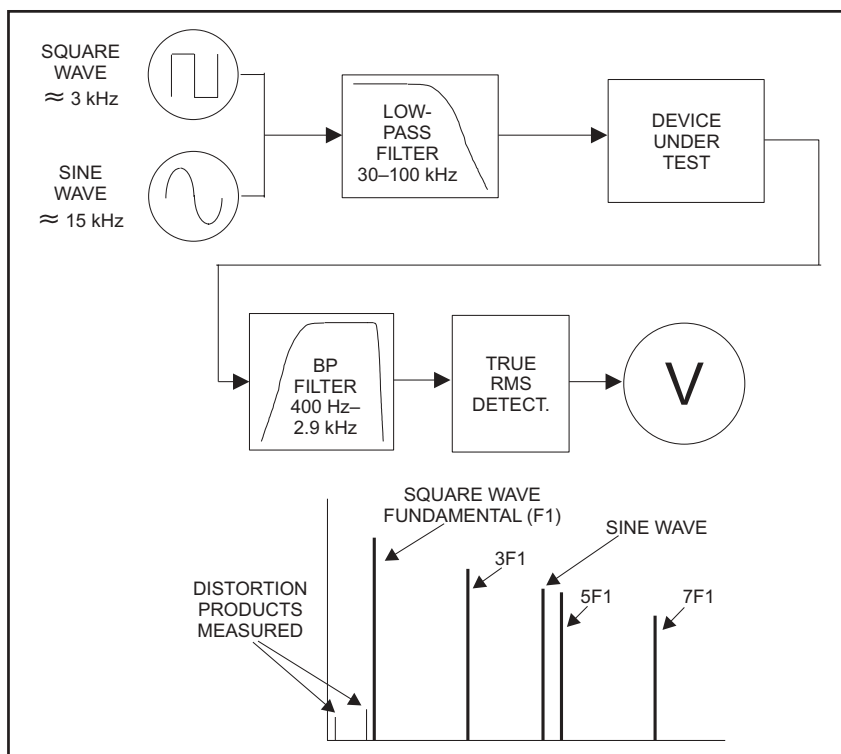 SQUARE
WAVE
≈ 3 kHz
SINE
WAVE
≈ 15 kHz
LOW-
PASS
FILTER
30–100 kHz
DEVICE
UNDER
TEST
BP
FILTER
400 Hz–
2.9 kHz
TRUE
RMS
DETECT.
V
SQUARE WAVE
FUNDAMENTAL (F1)
SINE WAVE
3F1
5F1
7F1
DISTORTION
PRODUCTS
MEASURED